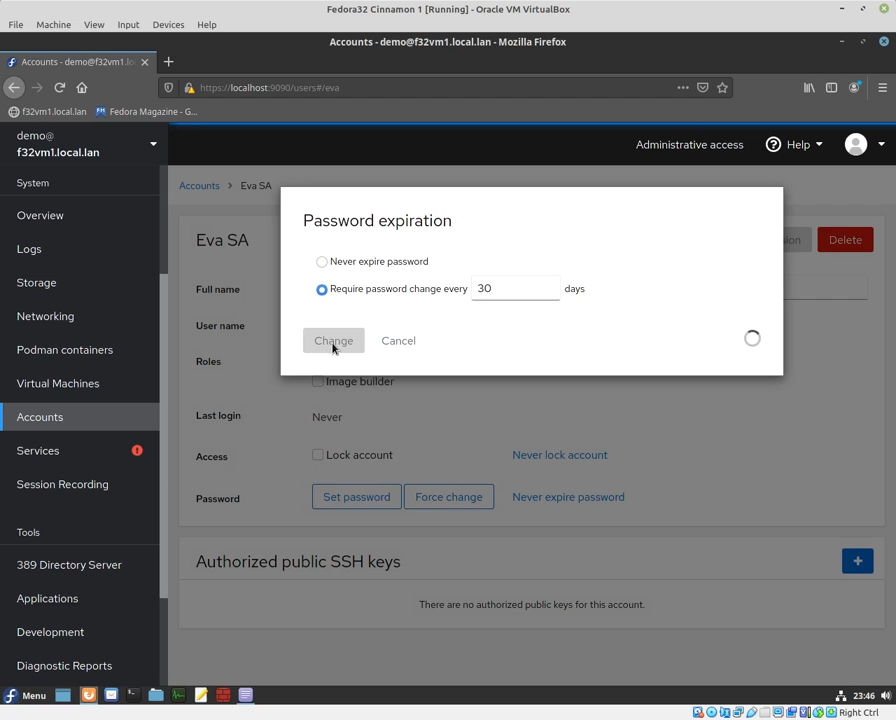 Fedora32 Cinnamon 1 [Running] - Oracle VM VirtualBox
File Machine View Input Devices Help
Accounts - demo@f32vm1.local.lan - Mozilla Firefox
Accounts - demo@f32vm1.lo
https://localhost:9090/users#/eva
f32vm1.local.lan Fedora Magazine - G...
demo@
f32vm1.local.lan
Administrative access Help
System
Overview
Logs
Storage
Networking
Podman containers
Virtual Machines
Accounts
Services
Session Recording
Tools
389 Directory Server
Applications
Development
Diagnostic Reports
Accounts > Eva SA
Eva SA
sion Delete
Password expiration
Never expire password
Require password change every 30 days
Change Cancel
Full name
User name
Roles
Image builder
Last login Never
Access Lock account Never lock account
Password Set password Force change Never expire password
Authorized public SSH keys
+
There are no authorized public keys for this account.
Menu 23:46
Right Ctrl